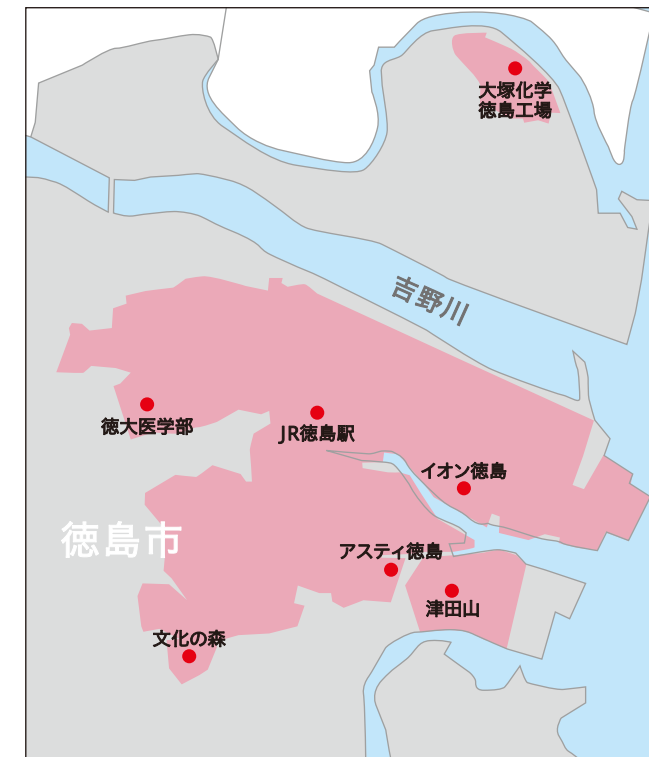 大塚化学
徳島工場
吉野川
徳大医学部
JR徳島駅
イオン徳島
徳島市
アスティ徳島
津田山
文化の森